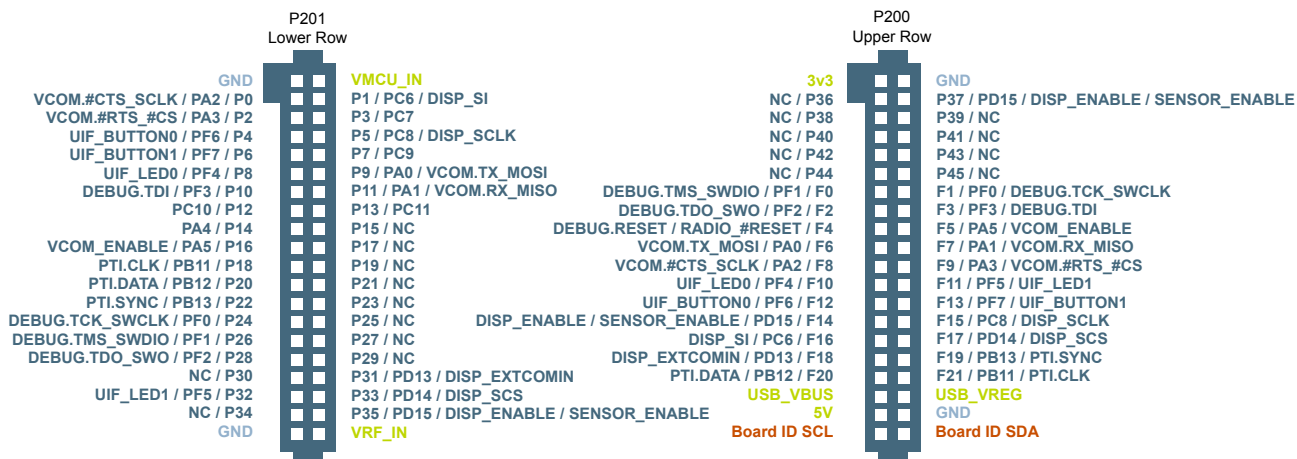 P201
Lower Row
P200
Upper Row
GND VMCU_IN
VCOM.#CTS_SCLK / PA2 / P0 P1 / PC6 / DISP_SI
VCOM.#RTS_#CS / PA3 / P2 P3 / PC7
UIF_BUTTON0 / PF6 / P4 P5 / PC8 / DISP_SCLK
UIF_BUTTON1 / PF7 / P6 P7 / PC9
UIF_LED0 / PF4 / P8 P9 / PA0 / VCOM.TX_MOSI
DEBUG.TDI / PF3 / P10 P11 / PA1 / VCOM.RX_MISO
PC10 / P12 P13 / PC11
PA4 / P14 P15 / NC
VCOM_ENABLE / PA5 / P16 P17 / NC
PTI.CLK / PB11 / P18 P19 / NC
PTI.DATA / PB12 / P20 P21 / NC
PTI.SYNC / PB13 / P22 P23 / NC
DEBUG.TCK_SWCLK / PF0 / P24 P25 / NC
DEBUG.TMS_SWDIO / PF1 / P26 P27 / NC
DEBUG.TDO_SWO / PF2 / P28 P29 / NC
NC / P30 P31 / PD13 / DISP_EXTCOMIN
UIF_LED1 / PF5 / P32 P33 / PD14 / DISP_SCS
NC / P34 P35 / PD15 / DISP_ENABLE / SENSOR_ENABLE
GND VRF_IN
3v3 GND
NC / P36 P37 / PD15 / DISP_ENABLE / SENSOR_ENABLE
NC / P38 P39 / NC
NC / P40 P41 / NC
NC / P42 P43 / NC
NC / P44 P45 / NC
DEBUG.TMS_SWDIO / PF1 / F0 F1 / PF0 / DEBUG.TCK_SWCLK
DEBUG.TDO_SWO / PF2 / F2 F3 / PF3 / DEBUG.TDI
DEBUG.RESET / RADIO_#RESET / F4 F5 / PA5 / VCOM_ENABLE
VCOM.TX_MOSI / PA0 / F6 F7 / PA1 / VCOM.RX_MISO
VCOM.#CTS_SCLK / PA2 / F8 F9 / PA3 / VCOM.#RTS_#CS
UIF_LED0 / PF4 / F10 F11 / PF5 / UIF_LED1
UIF_BUTTON0 / PF6 / F12 F13 / PF7 / UIF_BUTTON1
DISP_ENABLE / SENSOR_ENABLE / PD15 / F14 F15 / PC8 / DISP_SCLK
DISP_SI / PC6 / F16 F17 / PD14 / DISP_SCS
DISP_EXTCOMIN / PD13 / F18 F19 / PB13 / PTI.SYNC
PTI.DATA / PB12 / F20 F21 / PB11 / PTI.CLK
USB_VBUS USB_VREG
5V GND
Board ID SCL Board ID SDA